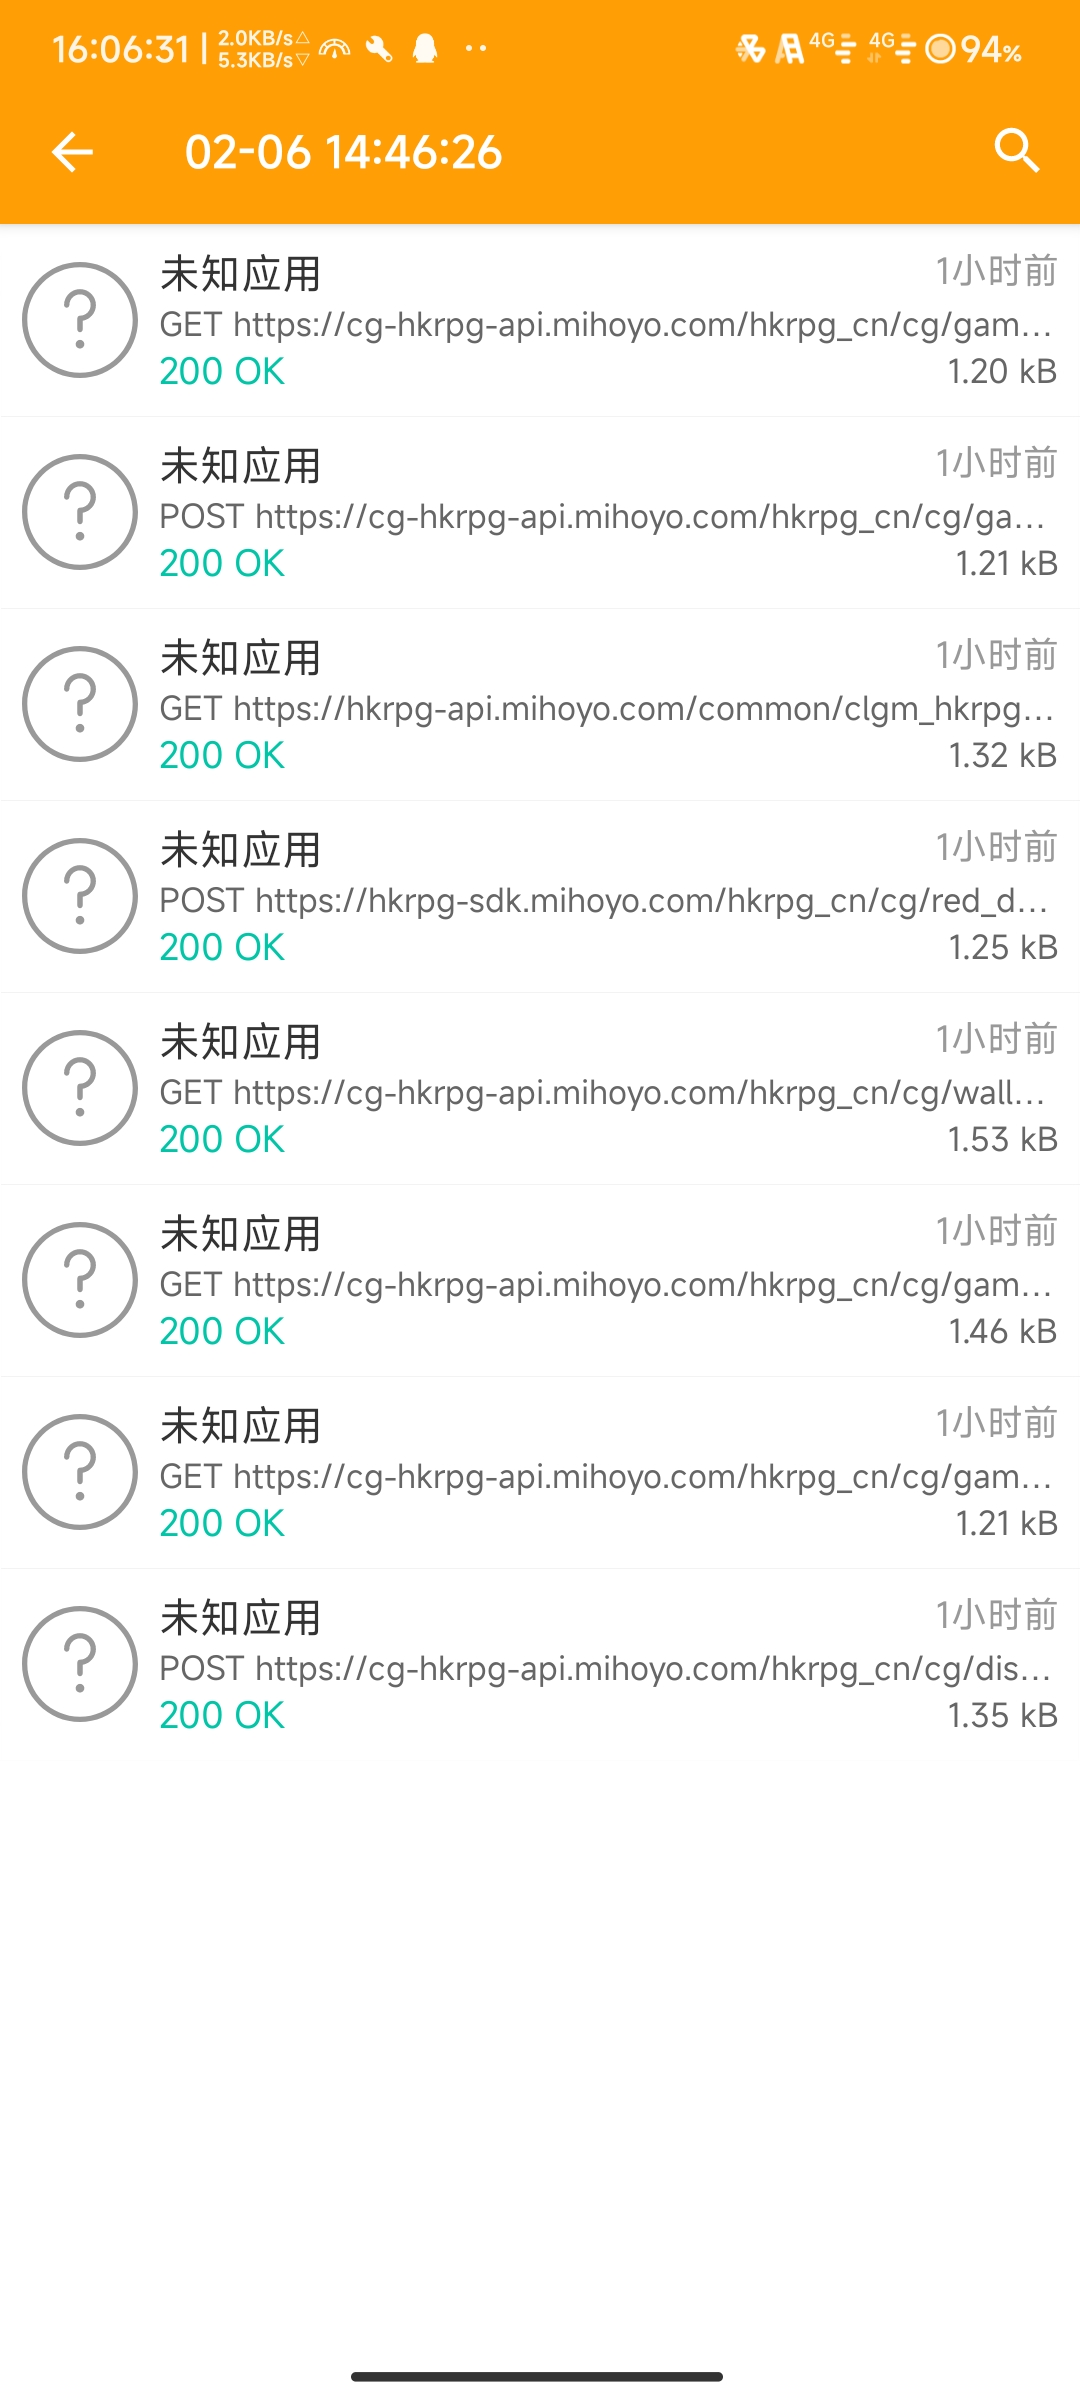 16:06:31 | 2.0KB/s 5.3KB/s 4G 4G 94%
02-06 14:46:26
未知应用 1小时前
GET https://cg-hkrpg-api.mihoyo.com/hkrpg_cn/cg/gam...
200 OK 1.20 kB
未知应用 1小时前
POST https://cg-hkrpg-api.mihoyo.com/hkrpg_cn/cg/ga...
200 OK 1.21 kB
未知应用 1小时前
GET https://hkrpg-api.mihoyo.com/common/clgm_hkrpg...
200 OK 1.32 kB
未知应用 1小时前
POST https://hkrpg-sdk.mihoyo.com/hkrpg_cn/cg/red_d...
200 OK 1.25 kB
未知应用 1小时前
GET https://cg-hkrpg-api.mihoyo.com/hkrpg_cn/cg/wall...
200 OK 1.53 kB
未知应用 1小时前
GET https://cg-hkrpg-api.mihoyo.com/hkrpg_cn/cg/gam...
200 OK 1.46 kB
未知应用 1小时前
GET https://cg-hkrpg-api.mihoyo.com/hkrpg_cn/cg/gam...
200 OK 1.21 kB
未知应用 1小时前
POST https://cg-hkrpg-api.mihoyo.com/hkrpg_cn/cg/dis...
200 OK 1.35 kB